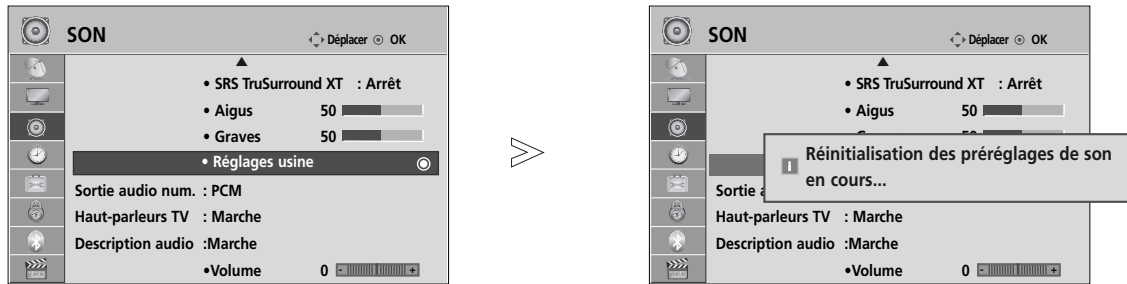 SON
Déplacer OK
• SRS TruSurround XT : Arrêt
• Aigus 50
• Graves 50
• Réglages usine
Sortie audio num. : PCM
Haut-parleurs TV : Marche
Description audio :Marche
•Volume 0 - +
>
SON
Déplacer OK
• SRS TruSurround XT : Arrêt
• Aigus 50
Réinitialisation des préréglages de son
en cours...
Sortie
Haut-parleurs TV : Marche
Description audio :Marche
•Volume 0 - +